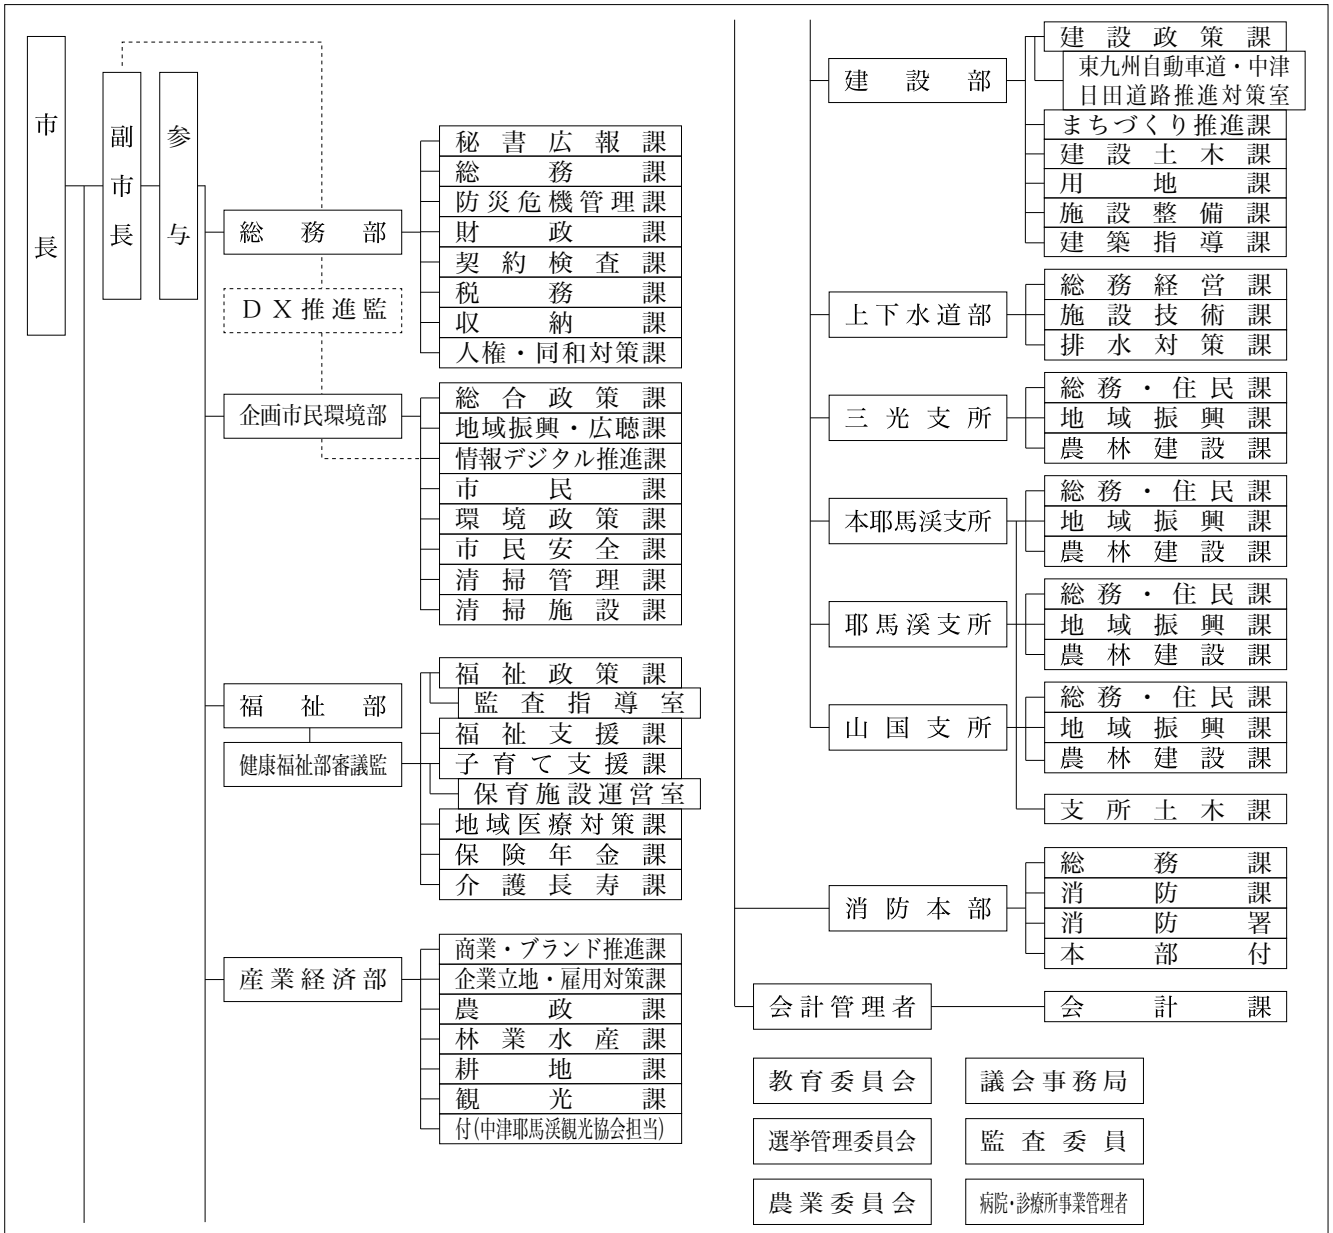 市長
副市長
参与
総務部
秘書広報課
総務課
防災危機管理課
財政課
契約検査課
税務課
収納課
人権・同和対策課
ＤＸ推進監
企画市民環境部
総合政策課
地域振興・広聴課
情報デジタル推進課
市民課
環境政策課
市民安全課
清掃管理課
清掃施設課
福祉部
健康福祉部審議監
福祉政策課
監査指導室
福祉支援課
子育て支援課
保育施設運営室
地域医療対策課
保険年金課
介護長寿課
産業経済部
商業・ブランド推進課
企業立地・雇用対策課
農政課
林業水産課
耕地課
観光課
付(中津耶馬渓観光協会担当)
建設部
建設政策課
東九州自動車道・中津
日田道路推進対策室
まちづくり推進課
建設土木課
用地課
施設整備課
建築指導課
上下水道部
総務経営課
施設技術課
排水対策課
三光支所
総務・住民課
地域振興課
農林建設課
本耶馬渓支所
総務・住民課
地域振興課
農林建設課
耶馬溪支所
総務・住民課
地域振興課
農林建設課
山国支所
総務・住民課
地域振興課
農林建設課
支所土木課
消防本部
総務課
消防課
消防署
本部付
会計管理者
会計課
教育委員会
議会事務局
選挙管理委員会
監査委員
農業委員会
病院・診療所事業管理者